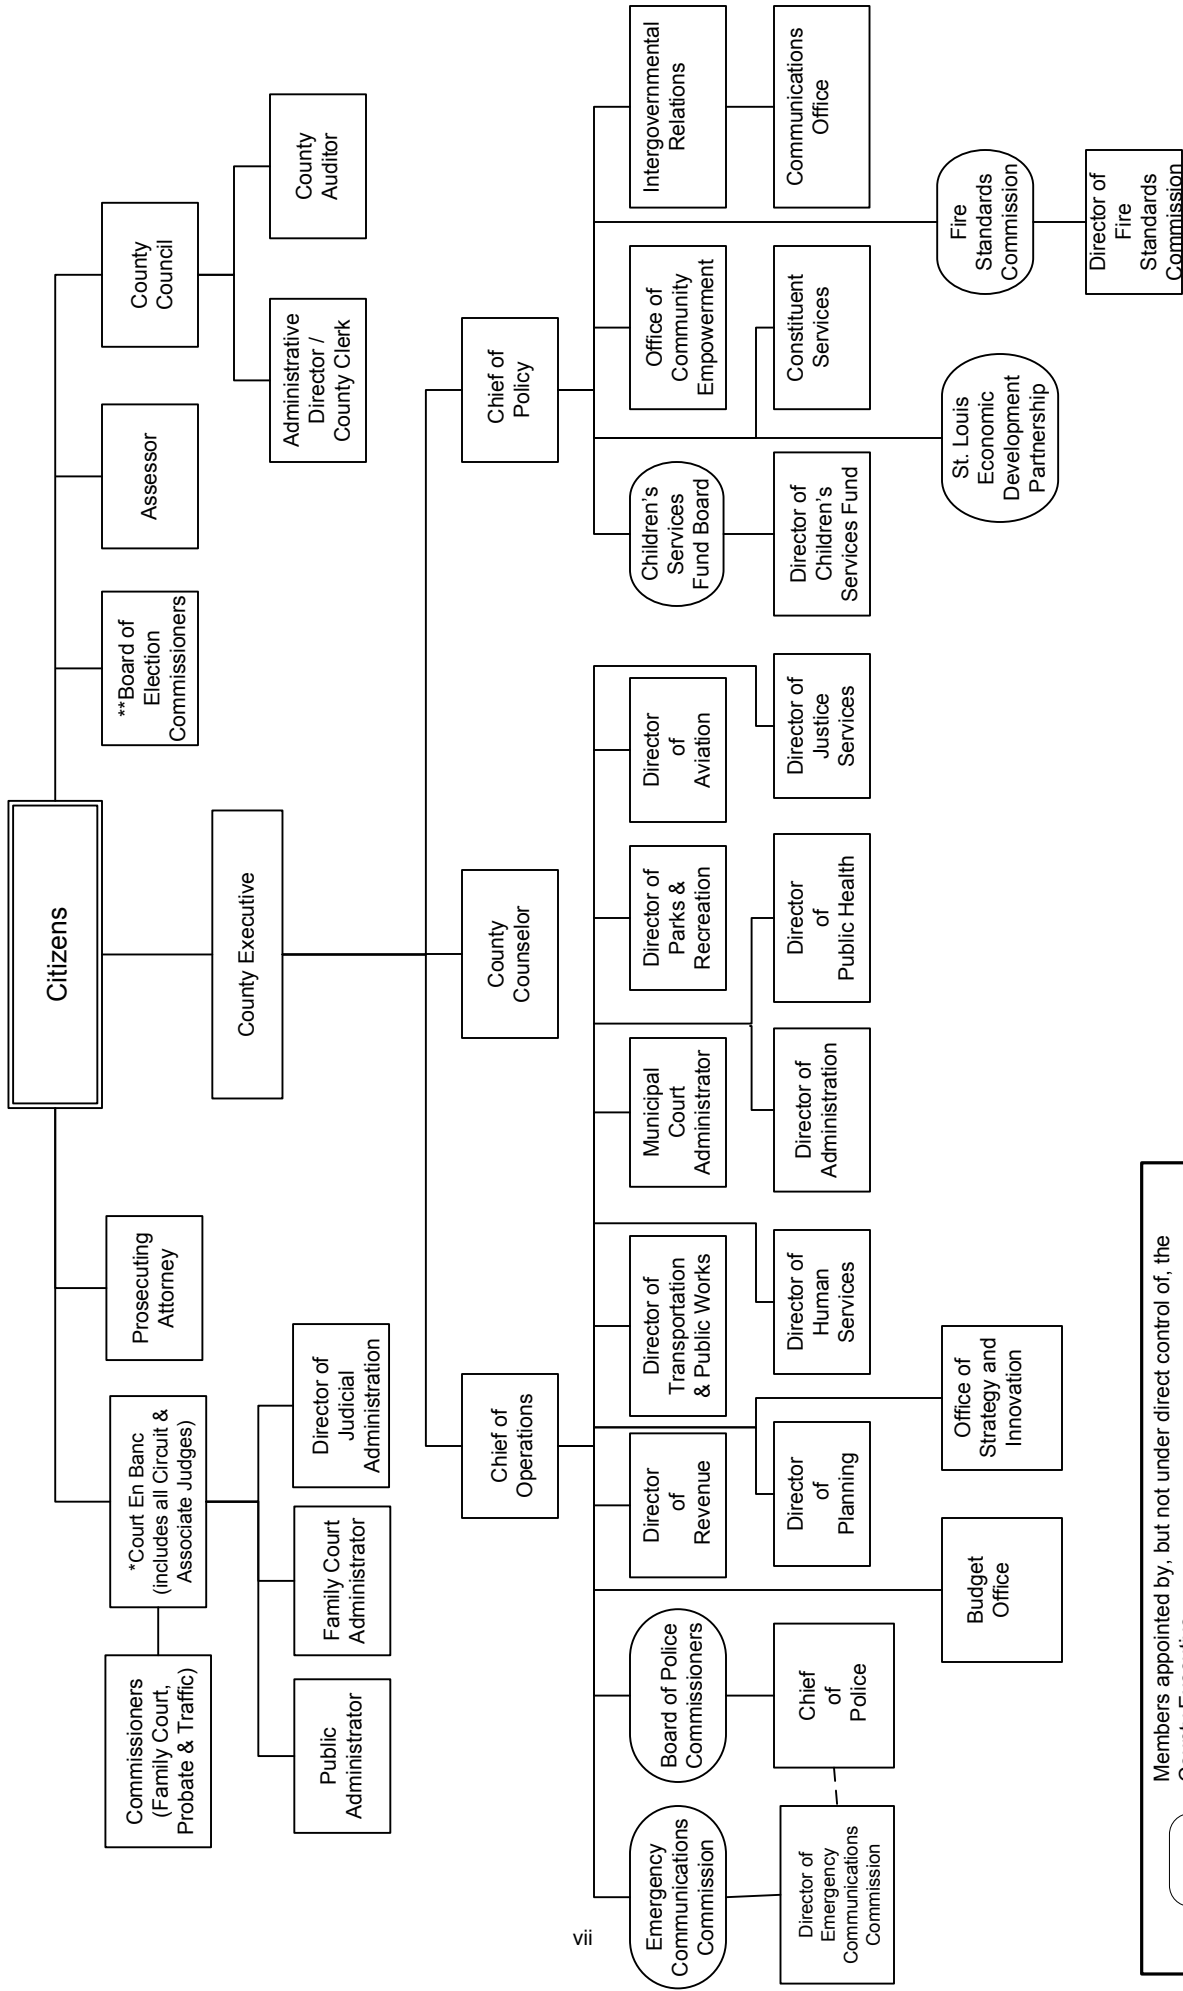 Citizens
Commissioners
(Family Court,
Probate & Traffic)
*Court En Banc
(includes all Circuit &
Associate Judges)
Prosecuting
Attorney
**Board of
Election
Commissioners
Assessor
County
Council
County Executive
Public
Administrator
Family Court
Administrator
Director of
Judicial
Administration
Administrative
Director /
County Clerk
County
Auditor
Chief of
Operations
County
Counselor
Chief of
Policy
Emergency
Communications
Commission
Board of Police
Commissioners
Director
of
Revenue
Director of
Transportation
& Public Works
Municipal
Court
Administrator
Director of
Parks &
Recreation
Director
of
Aviation
Children's
Services
Fund Board
Office of
Community
Empowerment
Intergovernmental
Relations
Director of
Emergency
Communications
Commission
Chief
of
Police
Director
of
Planning
Director of
Human
Services
Director of
Administration
Director
of
Public Health
Director of
Justice
Services
Director of
Children's
Services Fund
Constituent
Services
Communications
Office
Budget
Office
Office of
Strategy and
Innovation
St. Louis
Economic
Development
Partnership
Fire
Standards
Commission
Director of
Fire
Standards
Commission
Members appointed by, but not under direct control of, the
vii